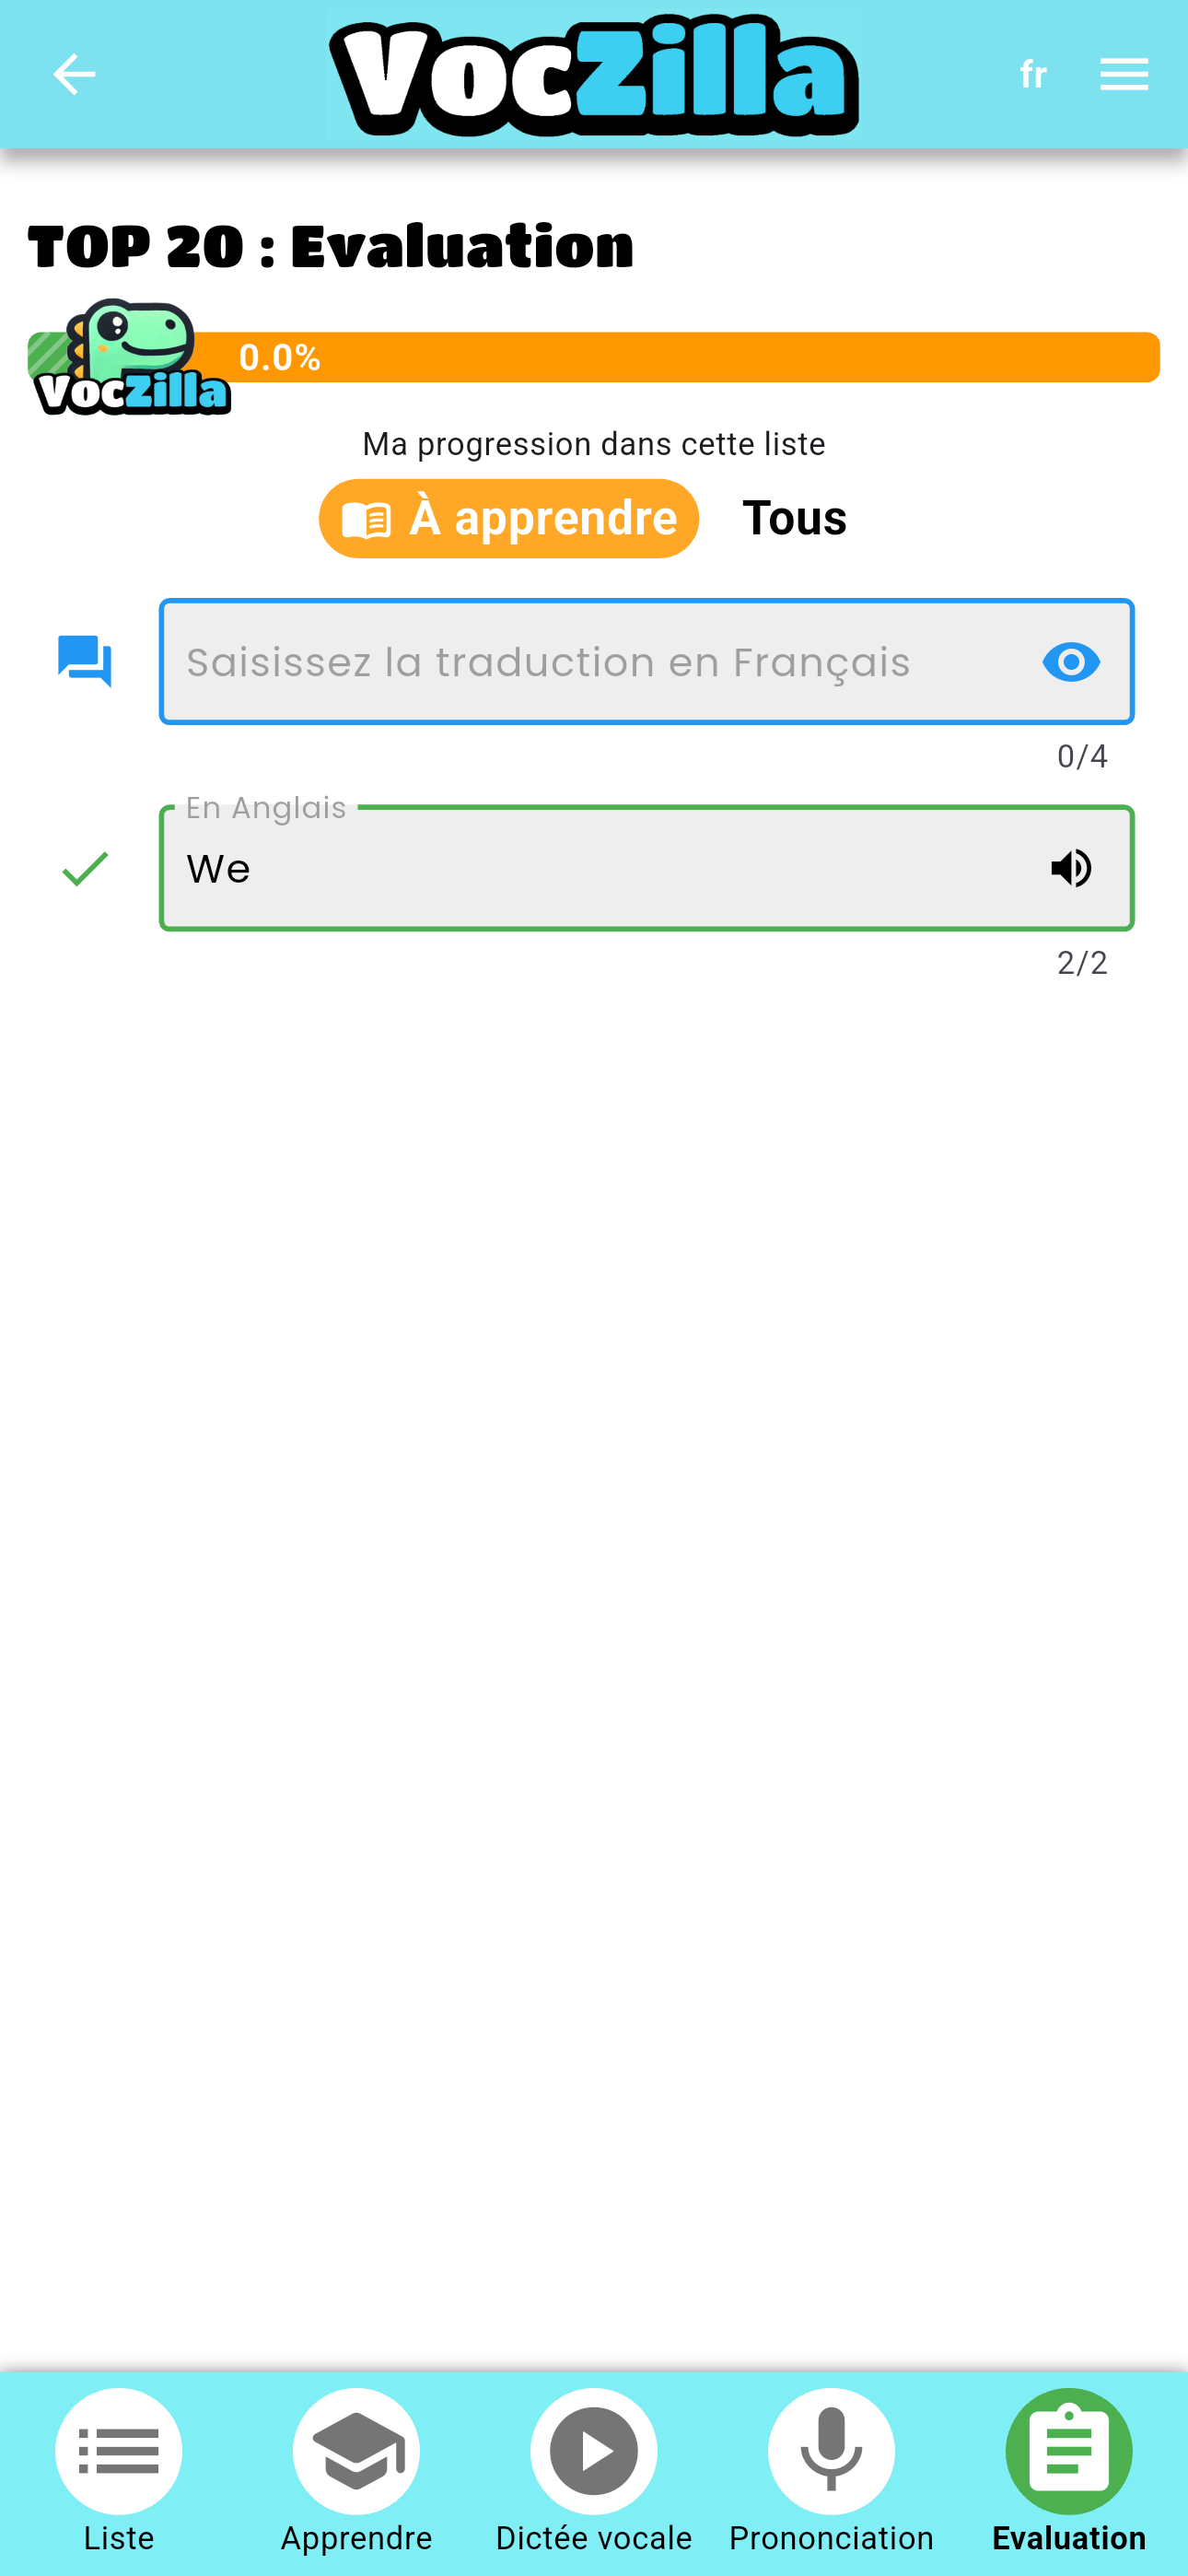 VocZilla
fr
TOP 20 : Evaluation
0.0%
VocZilla
Ma progression dans cette liste
À apprendre Tous
Saisissez la traduction en Français
0/4
En Anglais
We
2/2
Liste Apprendre Dictée vocale Prononciation Evaluation